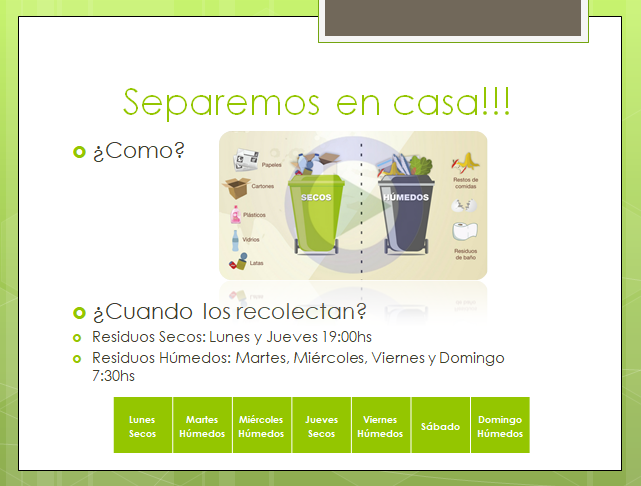 Separemos en casa!!!
¿Como?
Papeles
Cartones
Plásticos
Vidrios
Latas
SECOS
HÚMEDOS
Restos de
comidas
Residuos
de baño
¿Cuando los recolectan?
Residuos Secos: Lunes y Jueves 19:00hs
Residuos Húmedos: Martes, Miércoles, Viernes y Domingo
7:30hs
Lunes
Secos
Martes
Húmedos
Miércoles
Húmedos
Jueves
Secos
Viernes
Húmedos
Sábado
Domingo
Húmedos